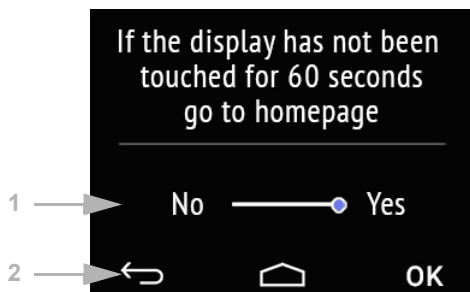 If the display has not been
touched for 60 seconds
go to homepage
1 No Yes
2 OK